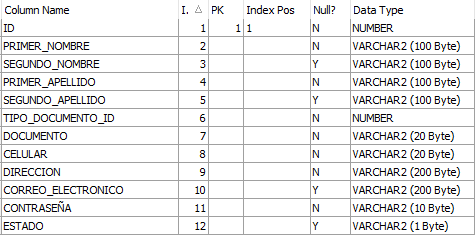 Column Name I. △ PK Index Pos Null? Data Type
ID 1 1 1 N NUMBER
PRIMER_NOMBRE 2 N VARCHAR2 (100 Byte)
SEGUNDO_NOMBRE 3 Y VARCHAR2 (100 Byte)
PRIMER_APELLIDO 4 N VARCHAR2 (100 Byte)
SEGUNDO_APELLIDO 5 Y VARCHAR2 (100 Byte)
TIPO_DOCUMENTO_ID 6 N NUMBER
DOCUMENTO 7 N VARCHAR2 (20 Byte)
CELULAR 8 N VARCHAR2 (20 Byte)
DIRECCION 9 N VARCHAR2 (200 Byte)
CORREO_ELECTRONICO 10 Y VARCHAR2 (200 Byte)
CONTRASEÑA 11 N VARCHAR2 (10 Byte)
ESTADO 12 Y VARCHAR2 (1 Byte)